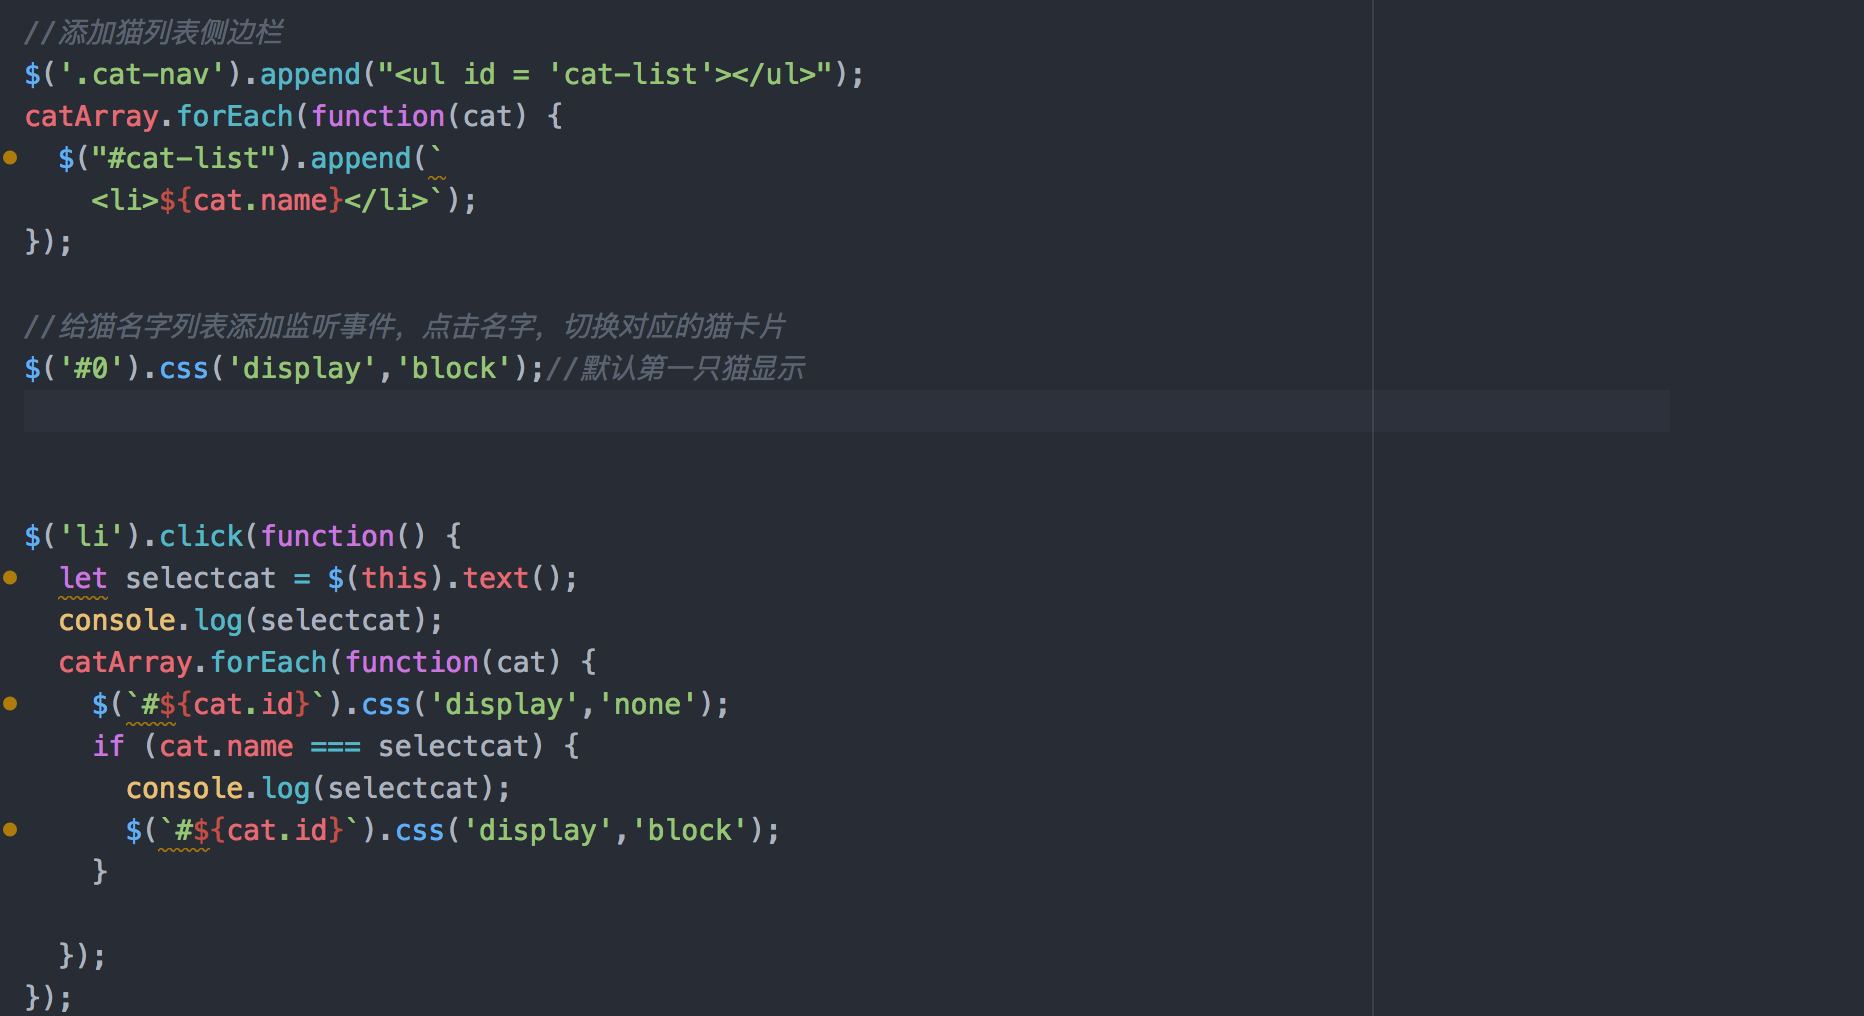 //添加猫列表侧边栏
$('.cat-nav').append("<ul id = 'cat-list'></ul>");
catArray.forEach(function(cat) {
  $("#cat-list").append(`
    <li>${cat.name}</li>`);
});
//给猫名字列表添加监听事件，点击名字，切换对应的猫卡片
$('#0').css('display','block');//默认第一只猫显示
$('li').click(function() {
  let selectcat = $(this).text();
  console.log(selectcat);
  catArray.forEach(function(cat) {
    $(`#${cat.id}`).css('display','none');
    if (cat.name === selectcat) {
      console.log(selectcat);
      $(`#${cat.id}`).css('display','block');
    }
  });
});